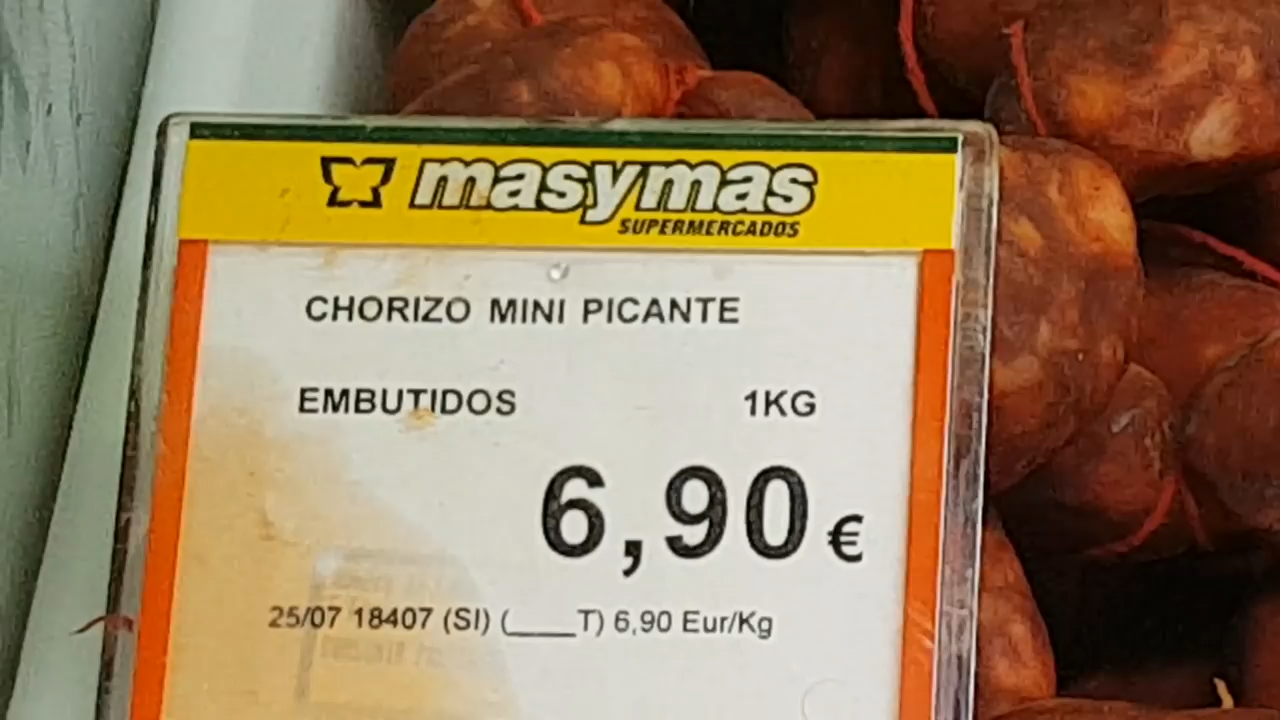 masymas
SUPERMERCADOS
CHORIZO MINI PICANTE
EMBUTIDOS 1KG
6,90 €
25/07 18407 (SI) (____T) 6,90 Eur/Kg